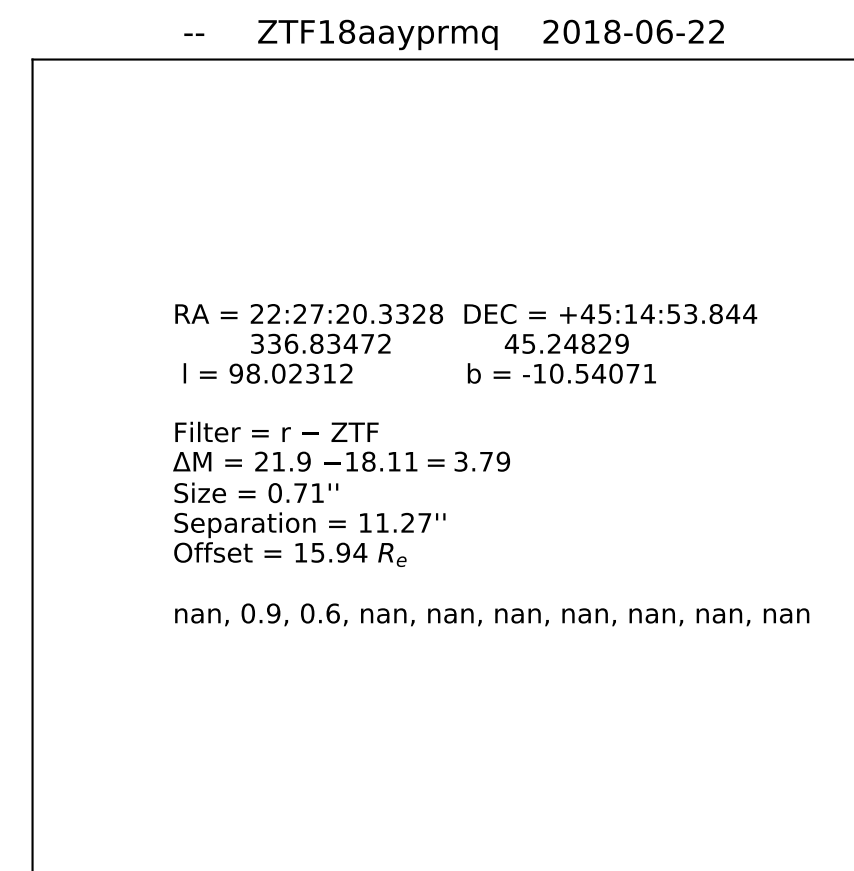 -- ZTF18aayprmq 2018-06-22
RA = 22:27:20.3328 DEC = +45:14:53.844
336.83472 45.24829
l = 98.02312 b = -10.54071
Filter = r − ZTF
ΔM = 21.9 −18.11 = 3.79
Size = 0.71''
Separation = 11.27''
Offset = 15.94 Rₑ
nan, 0.9, 0.6, nan, nan, nan, nan, nan, nan, nan